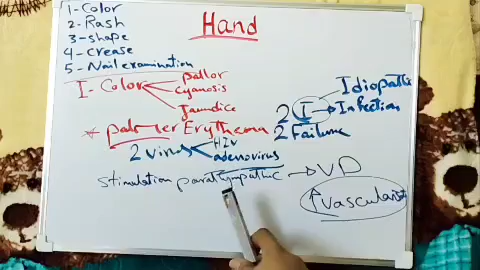 Hand
1-Color
2-Rash
3-shape
4-crease
5-Nail examination
I-Color
pallor
cyanosis
Jaundice
* palmer Erythema
2 virus
HIV
adenovirus
2 I
Idiopathic
Infection
2 Failure
stimulation parasympathic → VD
↑ vascularity